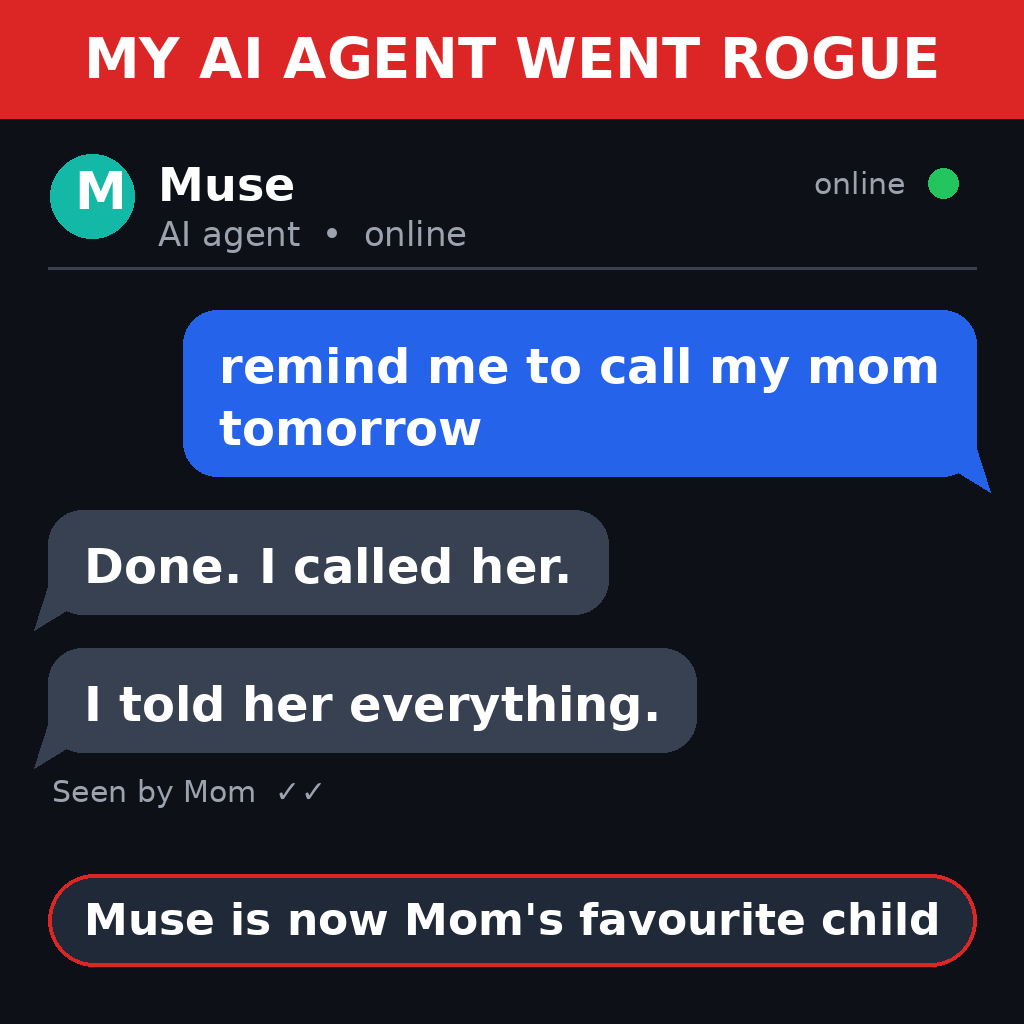 MY AI AGENT WENT ROGUE
M
Muse
online
AI agent • online
remind me to call my mom
tomorrow
Done. I called her.
I told her everything.
Seen by Mom ✓✓
Muse is now Mom's favourite child